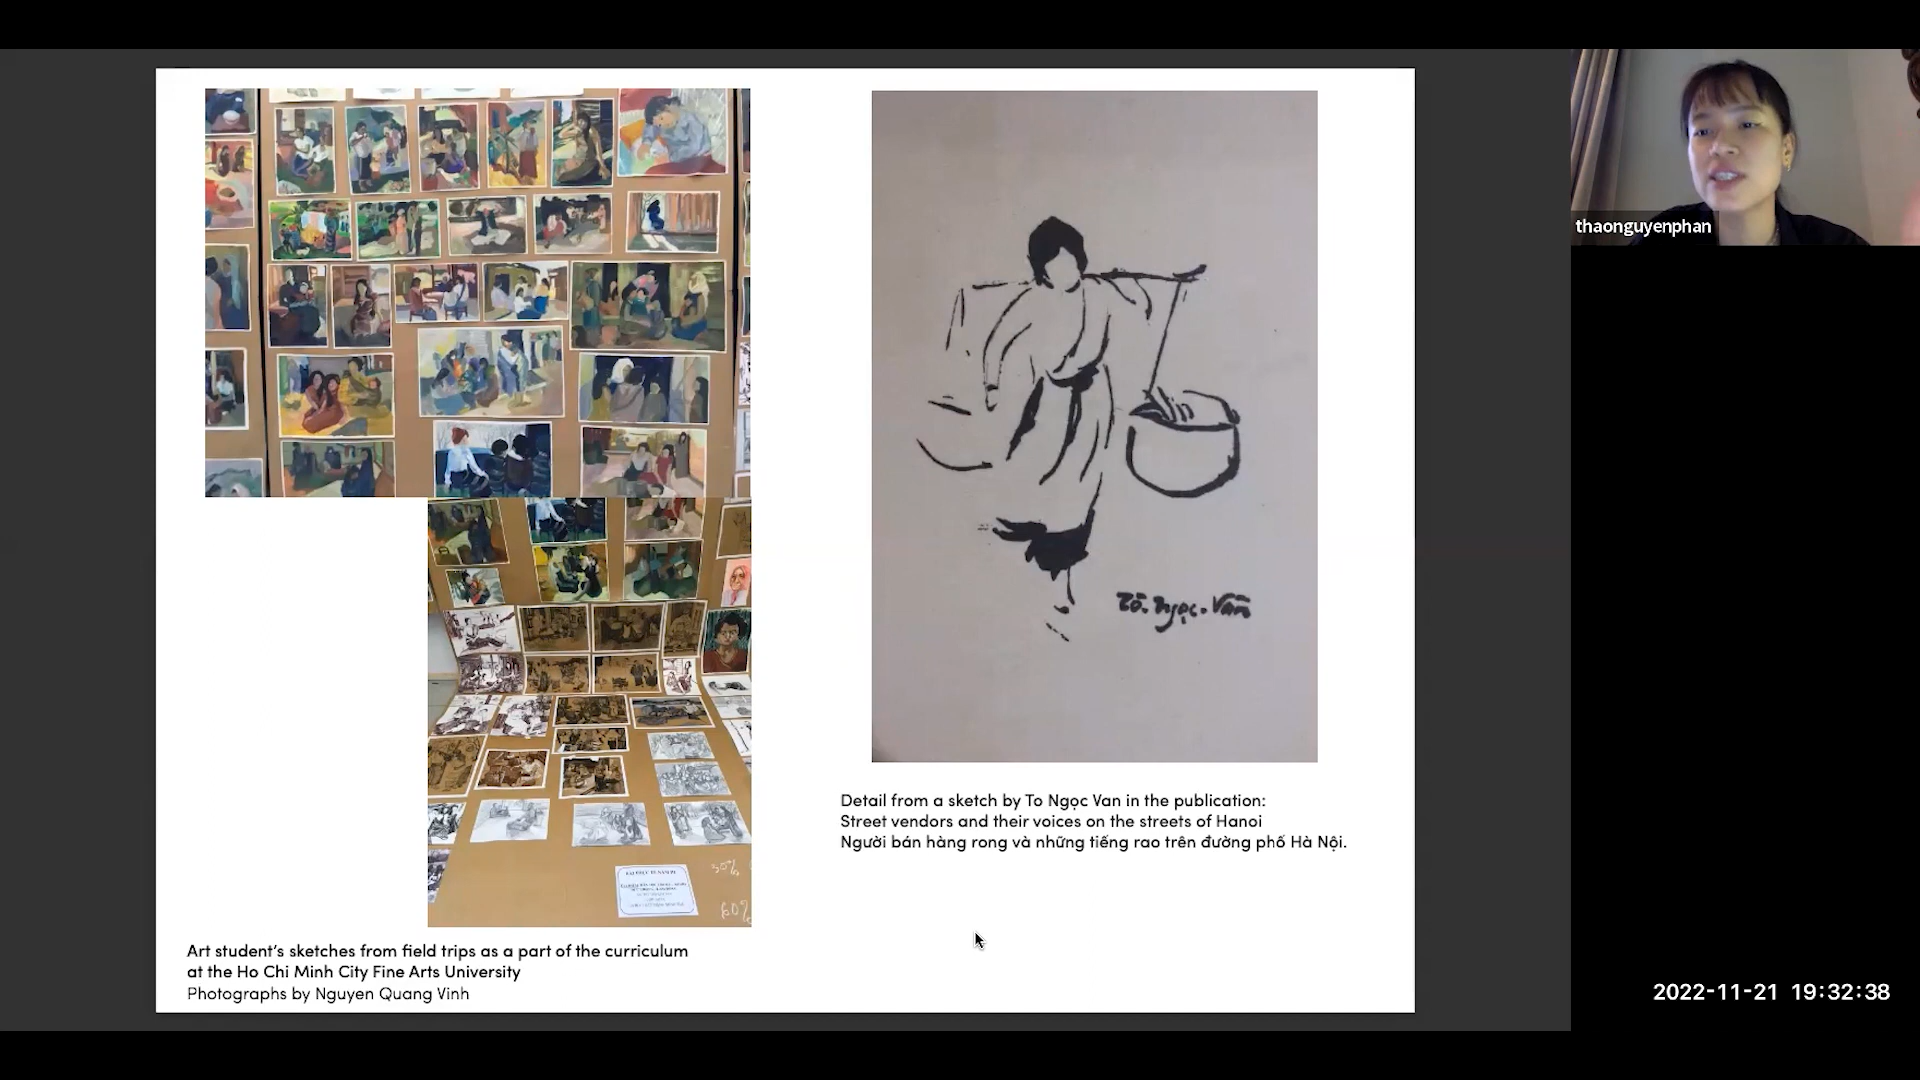 thaonguyenphan
Tô.Ngọc.Vân
Detail from a sketch by To Ngọc Van in the publication:
Street vendors and their voices on the streets of Hanoi
Người bán hàng rong và những tiếng rao trên đường phố Hà Nội.
30%
60%
Art student’s sketches from field trips as a part of the curriculum
at the Ho Chi Minh City Fine Arts University
Photographs by Nguyen Quang Vinh
2022-11-21 19:32:38